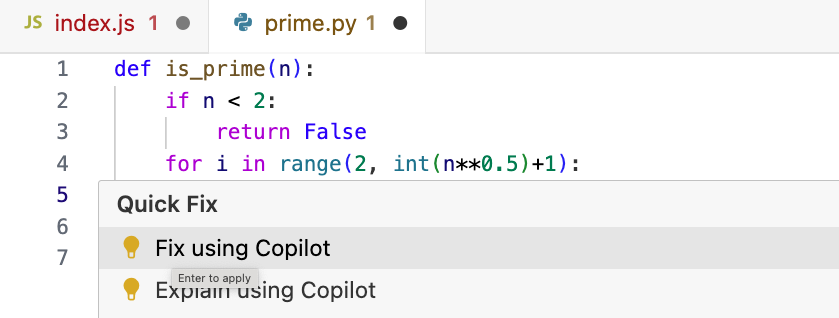 JS index.js 1
prime.py 1
1 def is_prime(n):
2 if n < 2:
3 return False
4 for i in range(2, int(n**0.5)+1):
5
6
7
Quick Fix
Fix using Copilot
Enter to apply
Explain using Copilot